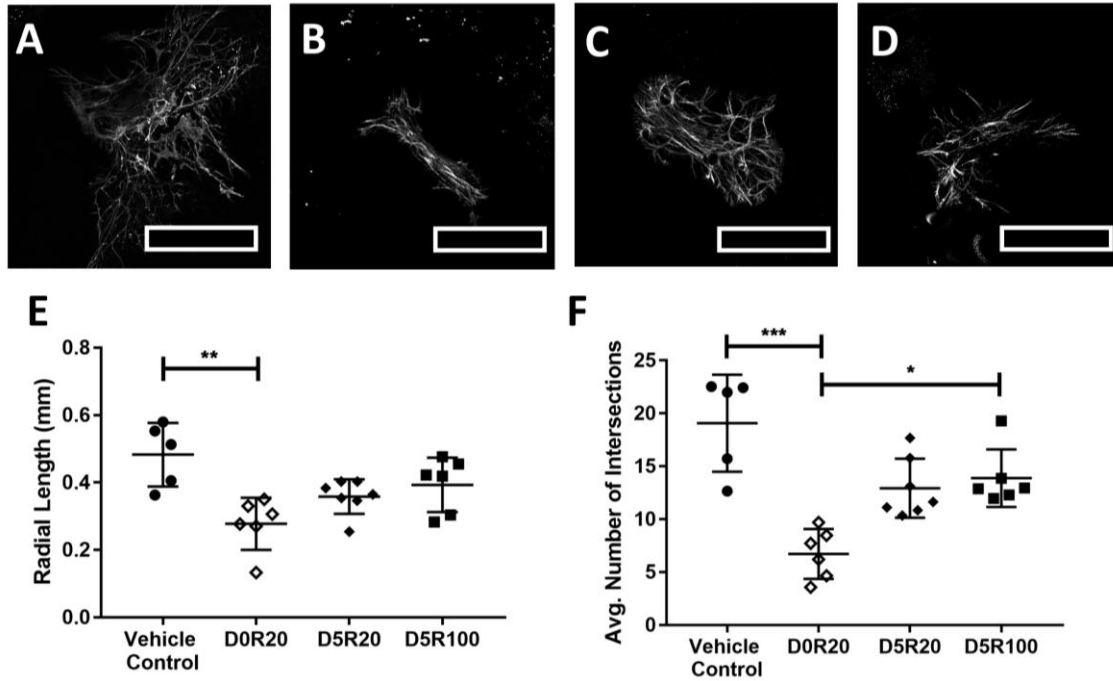 A
B
C
D
E
F
Radial Length (mm)
0.8
0.6
0.4
0.2
0.0
**
Vehicle
Control
D0R20
D5R20
D5R100
Avg. Number of Intersections
25
20
15
10
5
0
***
*
Vehicle
Control
D0R20
D5R20
D5R100